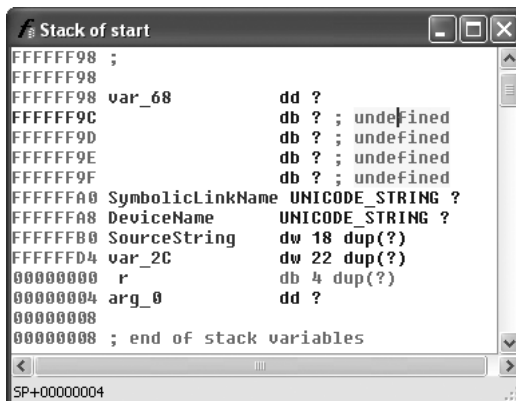 Stack of start
FFFFFF98 ;
FFFFFF98
FFFFFF98 var_68 dd ?
FFFFFF9C db ? ; undefined
FFFFFF9D db ? ; undefined
FFFFFF9E db ? ; undefined
FFFFFF9F db ? ; undefined
FFFFFFA0 SymbolicLinkName UNICODE_STRING ?
FFFFFFA8 DeviceName UNICODE_STRING ?
FFFFFFB0 SourceString dw 18 dup(?)
FFFFFFD4 var_2C dw 22 dup(?)
00000000 r db 4 dup(?)
00000004 arg_0 dd ?
00000008
00000008 ; end of stack variables
SP+00000004